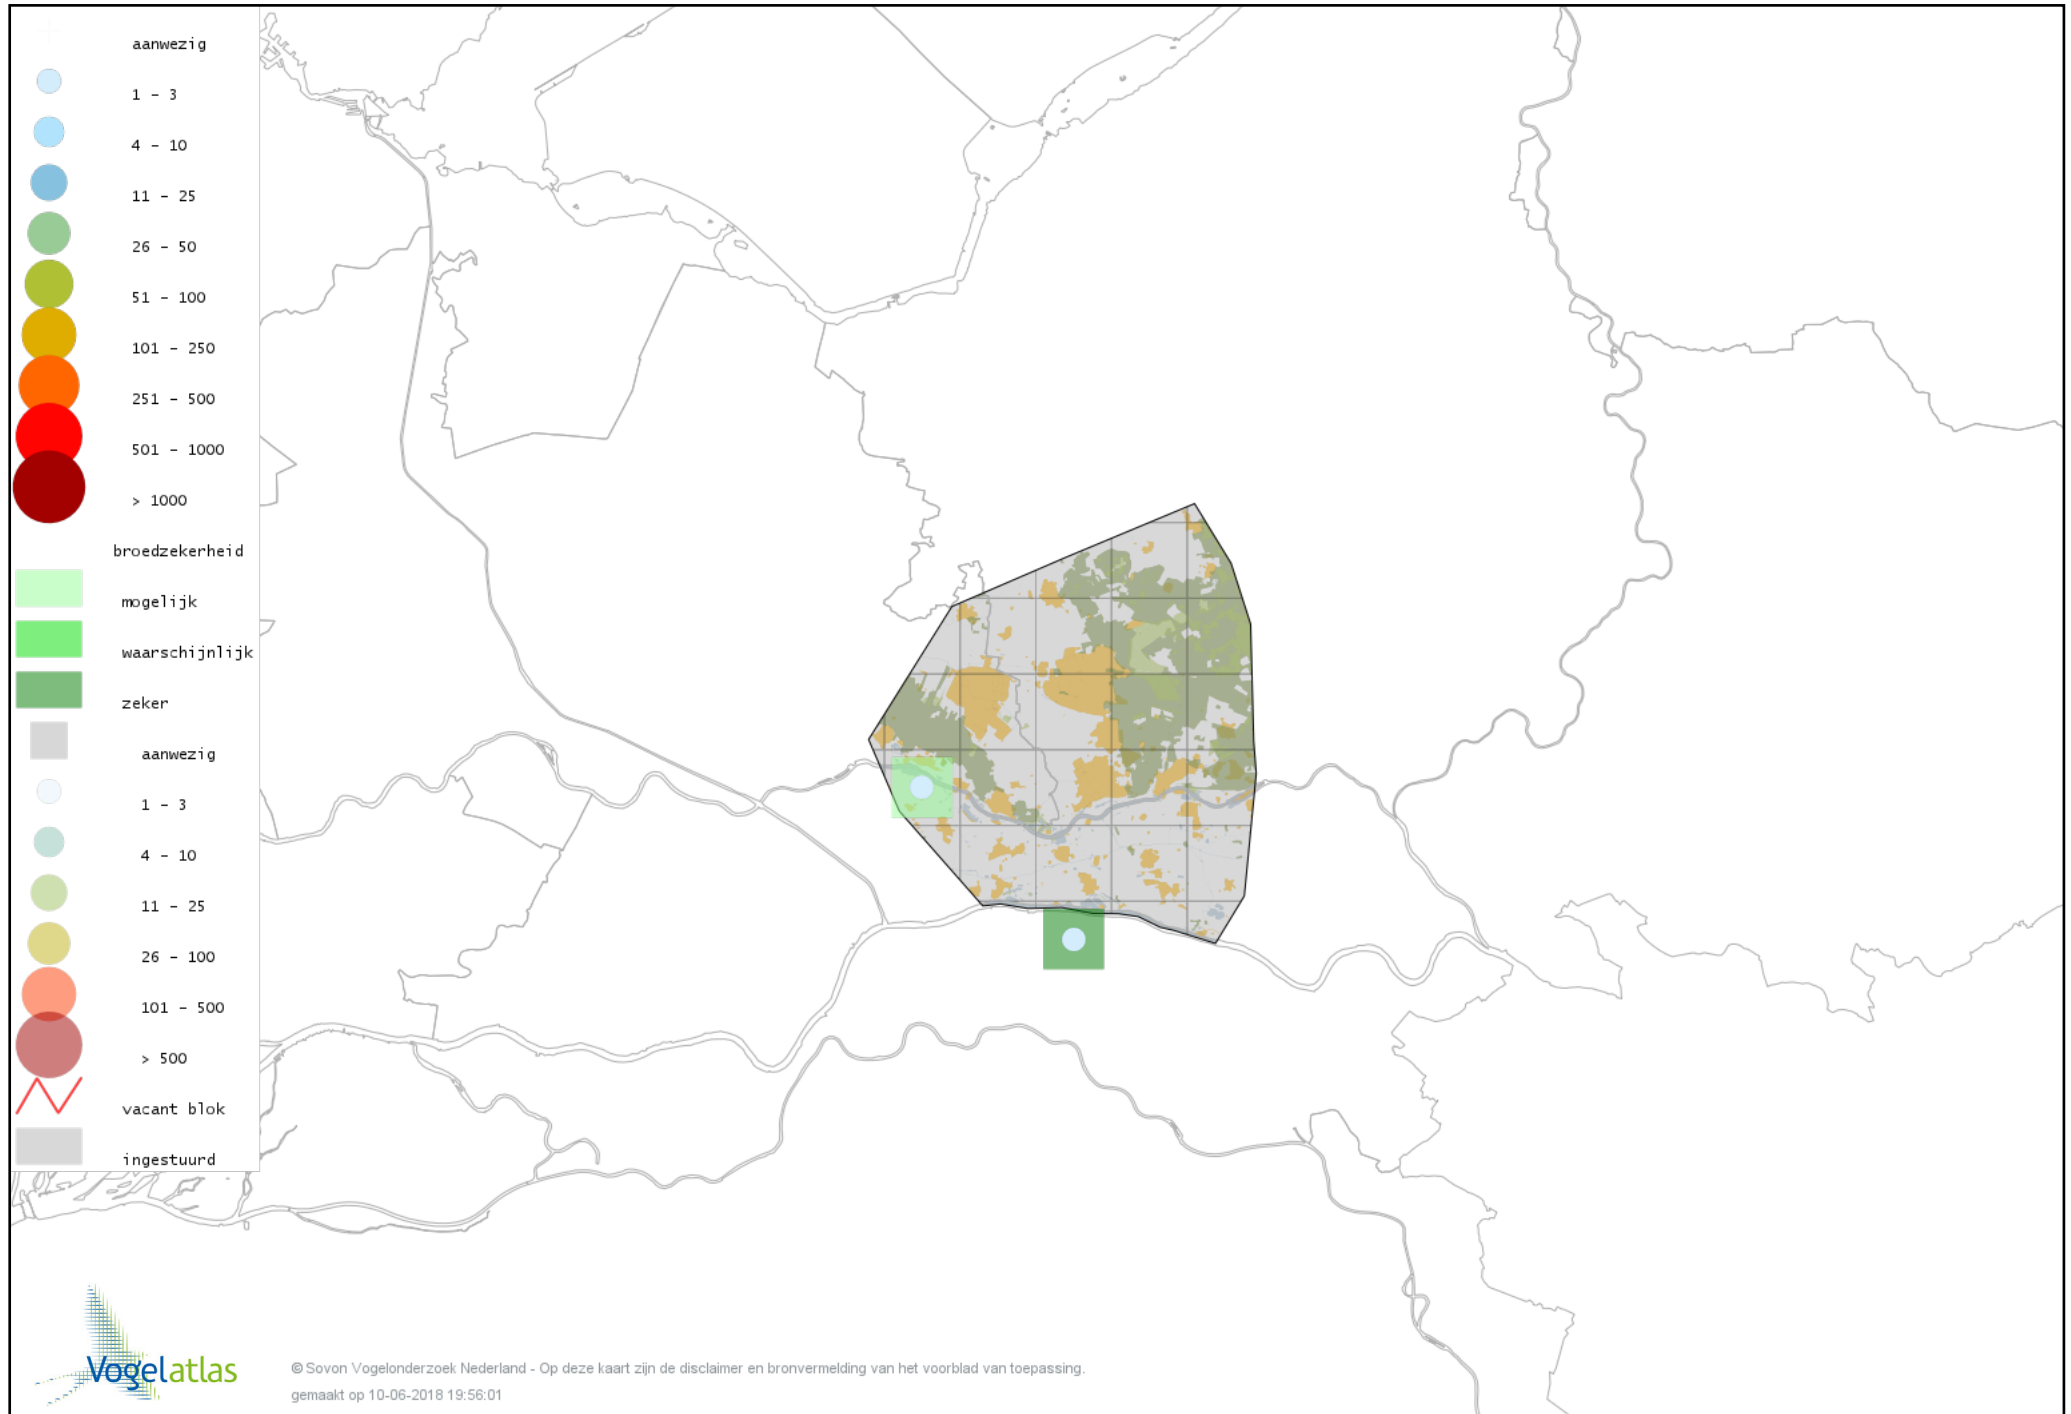 aanwezig
1 - 3
4 - 10
11 - 25
26 - 50
51 - 100
101 - 250
251 - 500
501 - 1000
> 1000
broedzekerheid
mogelijk
waarschijnlijk
zeker
aanwezig
1 - 3
4 - 10
11 - 25
26 - 100
101 - 500
> 500
vacant blok
ingestuurd
Vogelatlas
© Sovon Vogelonderzoek Nederland - Op deze kaart zijn de disclaimer en bronvermelding van het voorblad van toepassing.
gemaakt op 10-06-2018 19:56:01